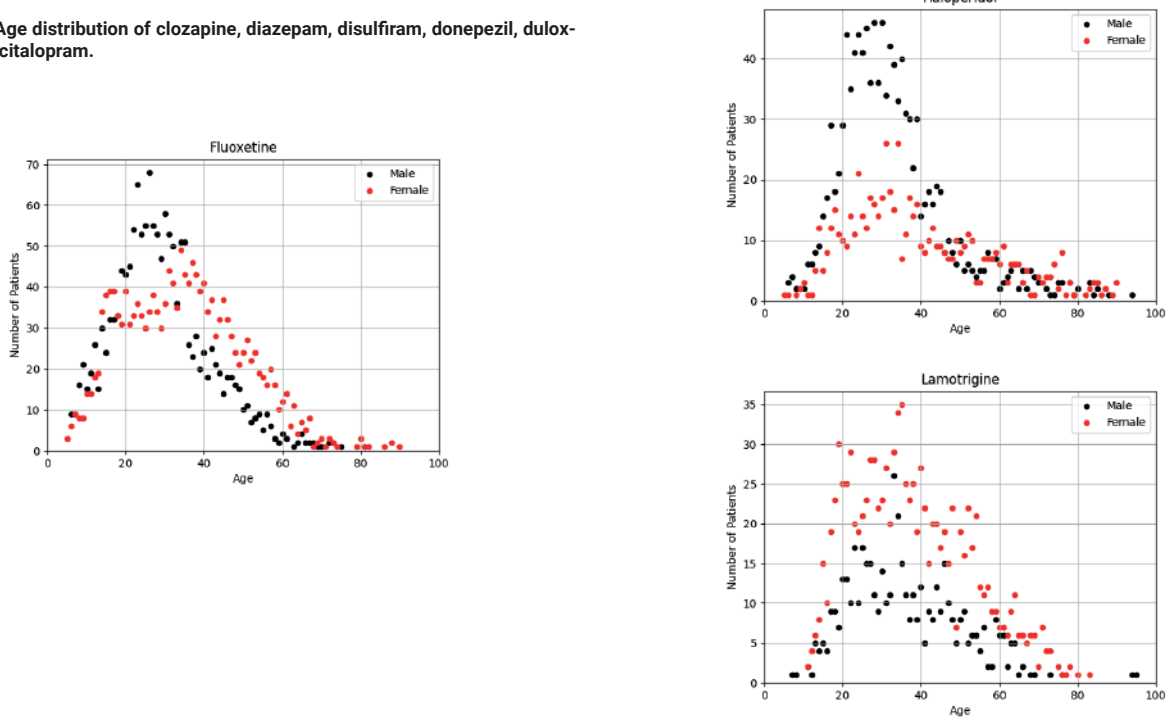 Age distribution of clozapine, diazepam, disulfiram, donepezil, dulox-
citalopram.
Fluoxetine
Number of Patients
70
60
50
40
30
20
10
0
0
20
40
60
80
100
Age
Male
Female
Number of Patients
40
30
20
10
0
0
20
40
60
80
100
Age
Male
Female
Lamotrigine
Number of Patients
35
30
25
20
15
10
5
0
0
20
40
60
80
100
Age
Male
Female